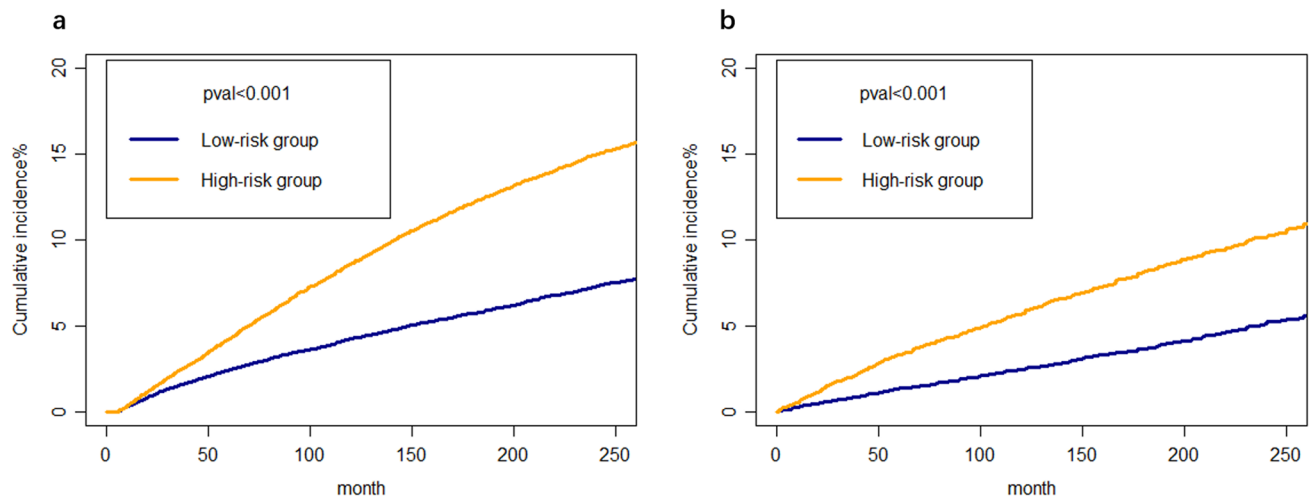 a
20
15
10
5
0
Cumulative incidence%
pval<0.001
Low-risk group
High-risk group
0 50 100 150 200 250
month
b
20
15
10
5
0
Cumulative incidence%
pval<0.001
Low-risk group
High-risk group
0 50 100 150 200 250
month